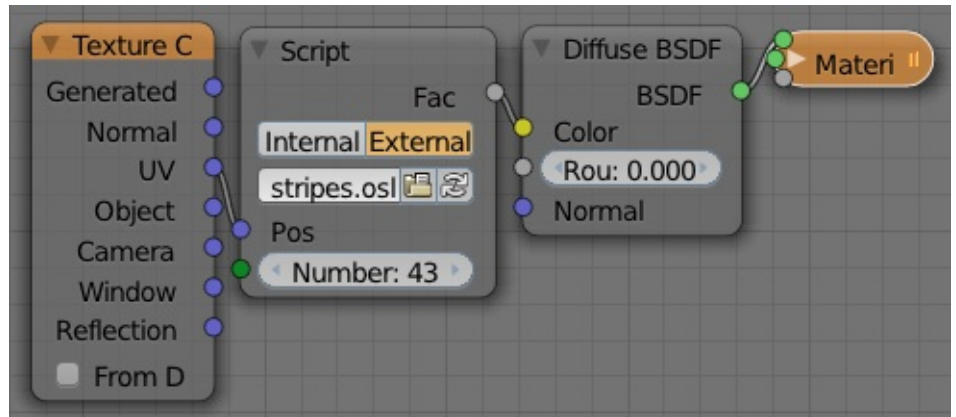 Texture C
Generated
Normal
UV
Object
Camera
Window
Reflection
From D
Script
Fac
Internal External
stripes.osl
Pos
Number: 43
Diffuse BSDF
BSDF
Color
Rou: 0.000
Normal
Materi